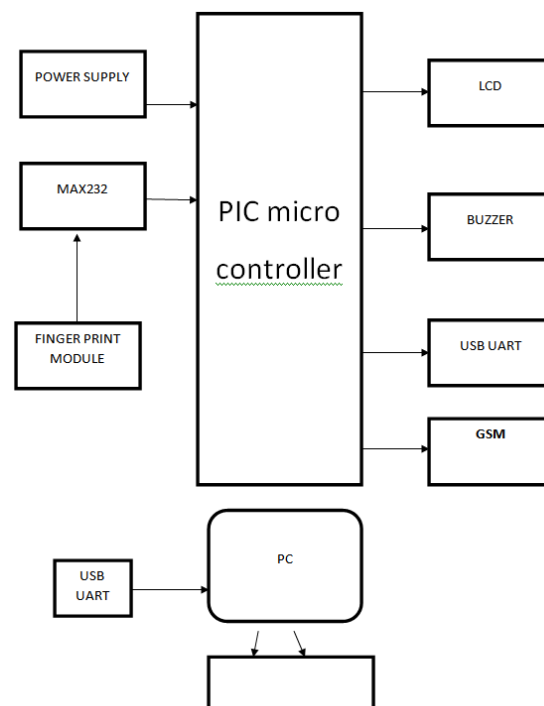 POWER SUPPLY
MAX232
FINGER PRINT
MODULE
PIC micro
controller
LCD
BUZZER
USB UART
GSM
USB
UART
PC